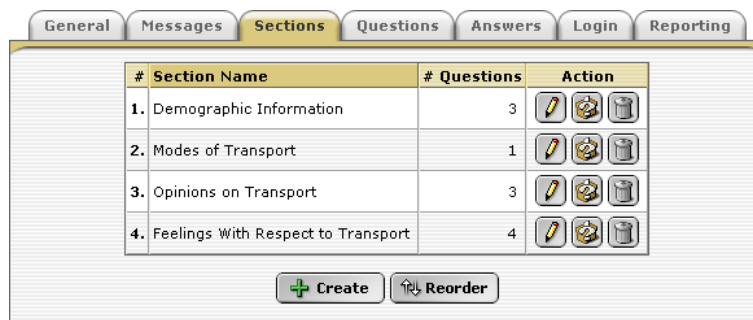 General Messages Sections Questions Answers Login Reporting
# Section Name # Questions Action
1. Demographic Information 3
2. Modes of Transport 1
3. Opinions on Transport 3
4. Feelings With Respect to Transport 4
Create Reorder